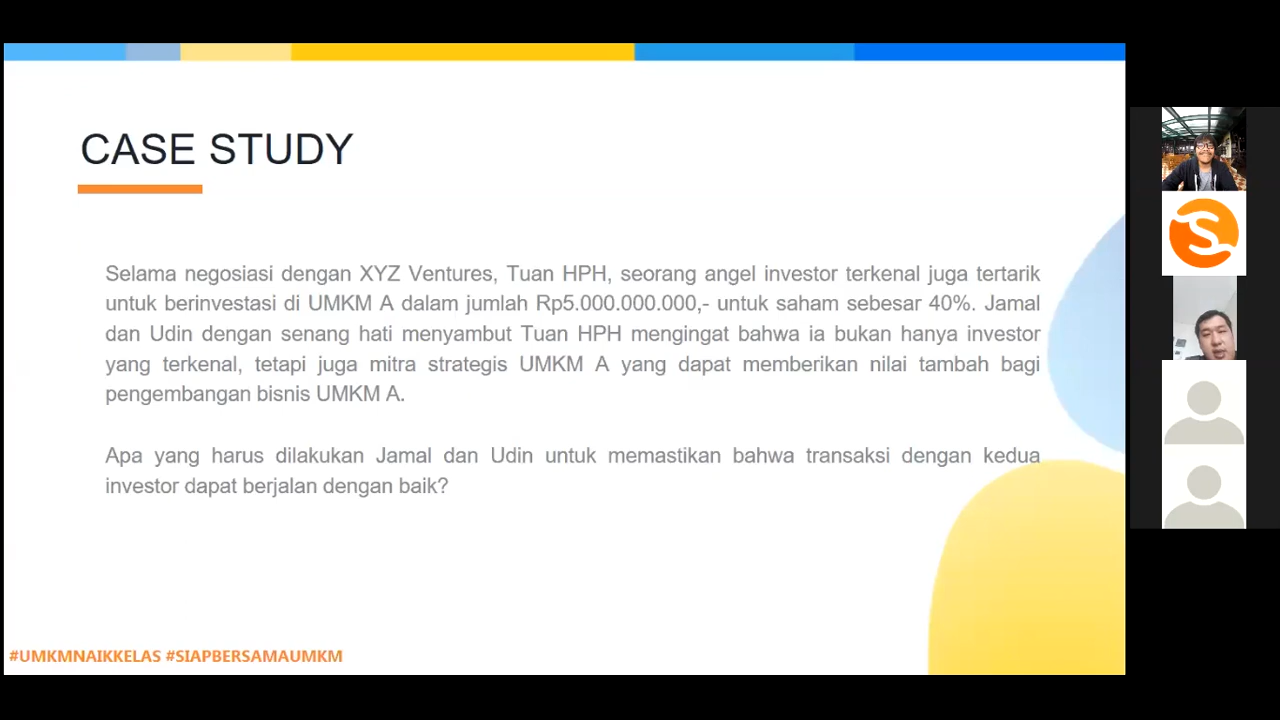 CASE STUDY
Selama negosiasi dengan XYZ Ventures, Tuan HPH, seorang angel investor terkenal juga tertarik
untuk berinvestasi di UMKM A dalam jumlah Rp5.000.000.000,- untuk saham sebesar 40%. Jamal
dan Udin dengan senang hati menyambut Tuan HPH mengingat bahwa ia bukan hanya investor
yang terkenal, tetapi juga mitra strategis UMKM A yang dapat memberikan nilai tambah bagi
pengembangan bisnis UMKM A.
Apa yang harus dilakukan Jamal dan Udin untuk memastikan bahwa transaksi dengan kedua
investor dapat berjalan dengan baik?
#UMKMNAIKKELAS #SIAPBERSAMAUMKM